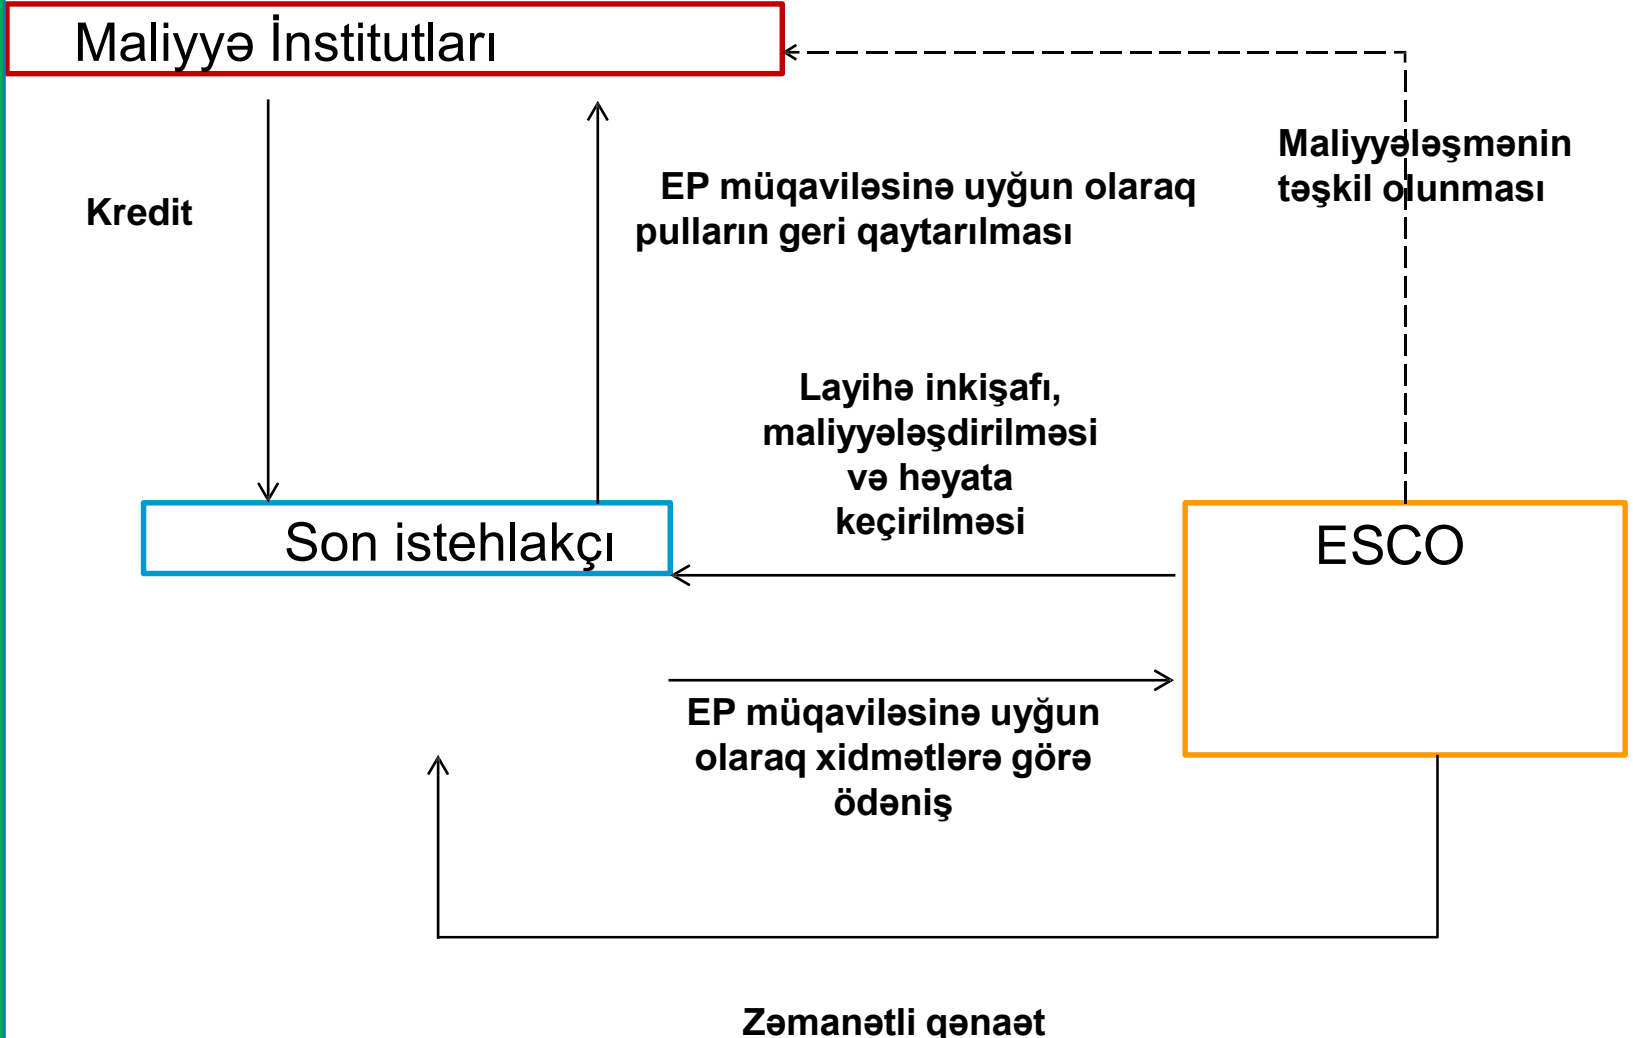 Maliyyə İnstitutları
Maliyyələşmənin
təşkil olunması
Kredit
EP müqaviləsinə uyğun olaraq
pulların geri qaytarılması
Layihə inkişafı,
maliyyələşdirilməsi
və həyata
keçirilməsi
Son istehlakçı
ESCO
EP müqaviləsinə uyğun
olaraq xidmətlərə görə
ödəniş
Zəmanətli qənaət